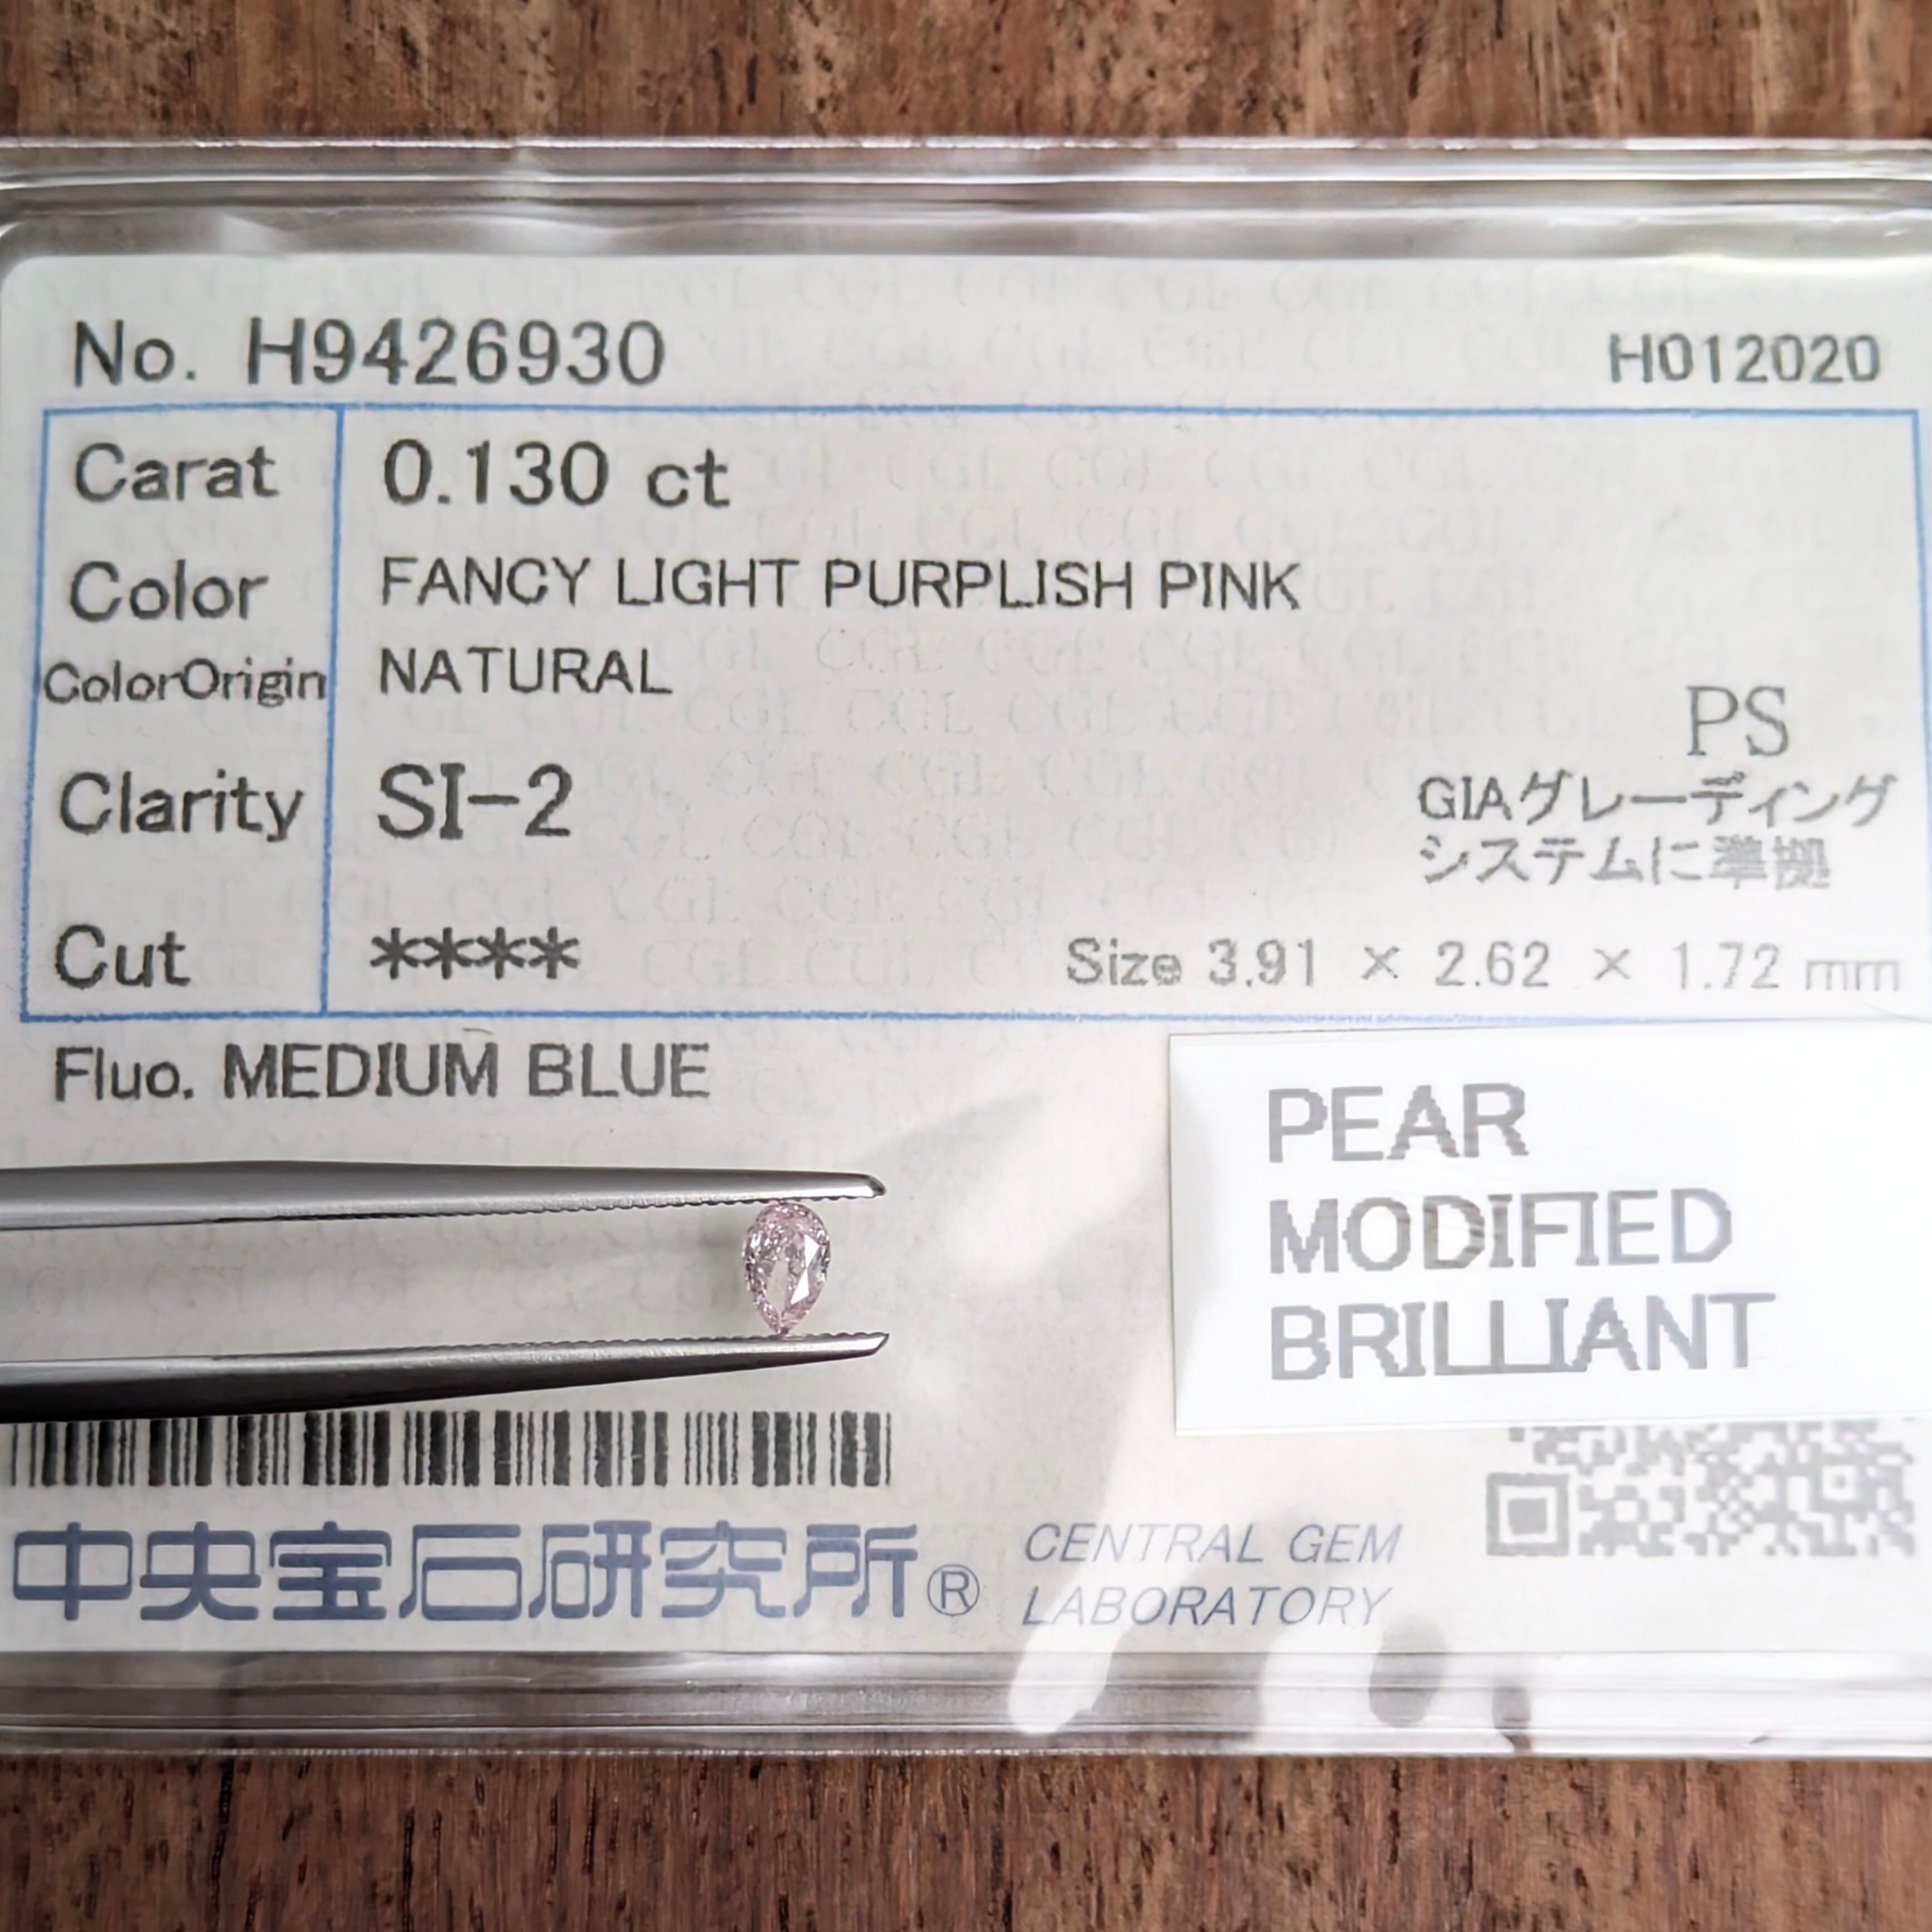 No. H9426930 H012020
Carat 0.130 ct
Color FANCY LIGHT PURPLISH PINK
ColorOrigin NATURAL
PS
Clarity SI-2
GIAグレーディング
システムに準拠
Cut ****
Size 3.91 × 2.62 × 1.72 mm
Fluo. MEDIUM BLUE
PEAR
MODIFIED
BRILLIANT
中央宝石研究所®
CENTRAL GEM
LABORATORY